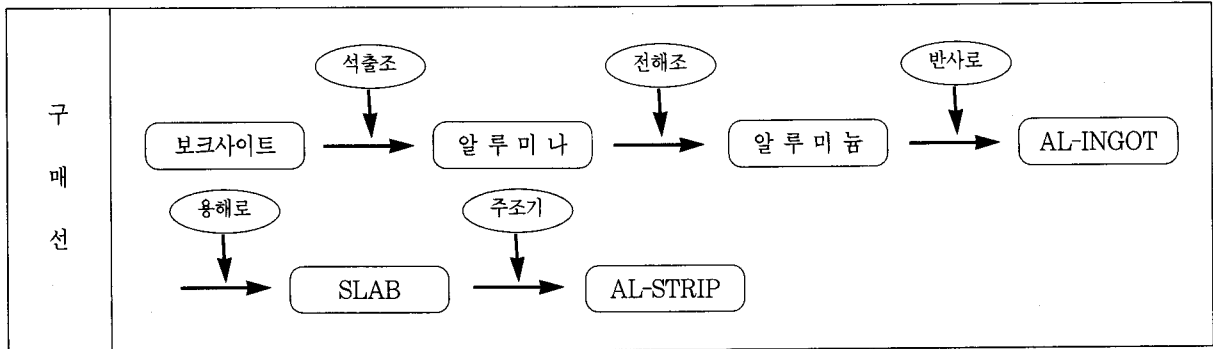 구매선
석출조 전해조 반사로
보크사이트 알 루 미 나 알 루 미 늄 AL-INGOT
용해로 주조기
SLAB AL-STRIP